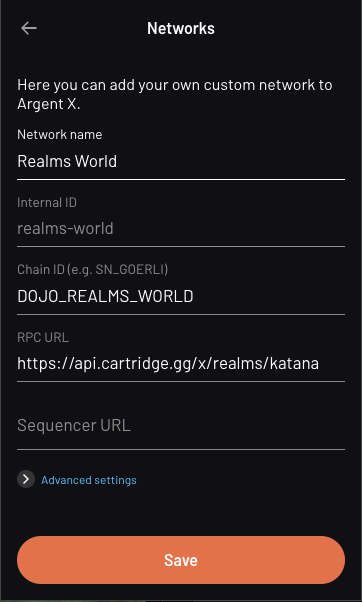 Networks
Here you can add your own custom network to
Argent X.
Network name
Realms World
Internal ID
realms-world
Chain ID (e.g. SN_GOERLI)
DOJO_REALMS_WORLD
RPC URL
https://api.cartridge.gg/x/realms/katana
Sequencer URL
Advanced settings
Save